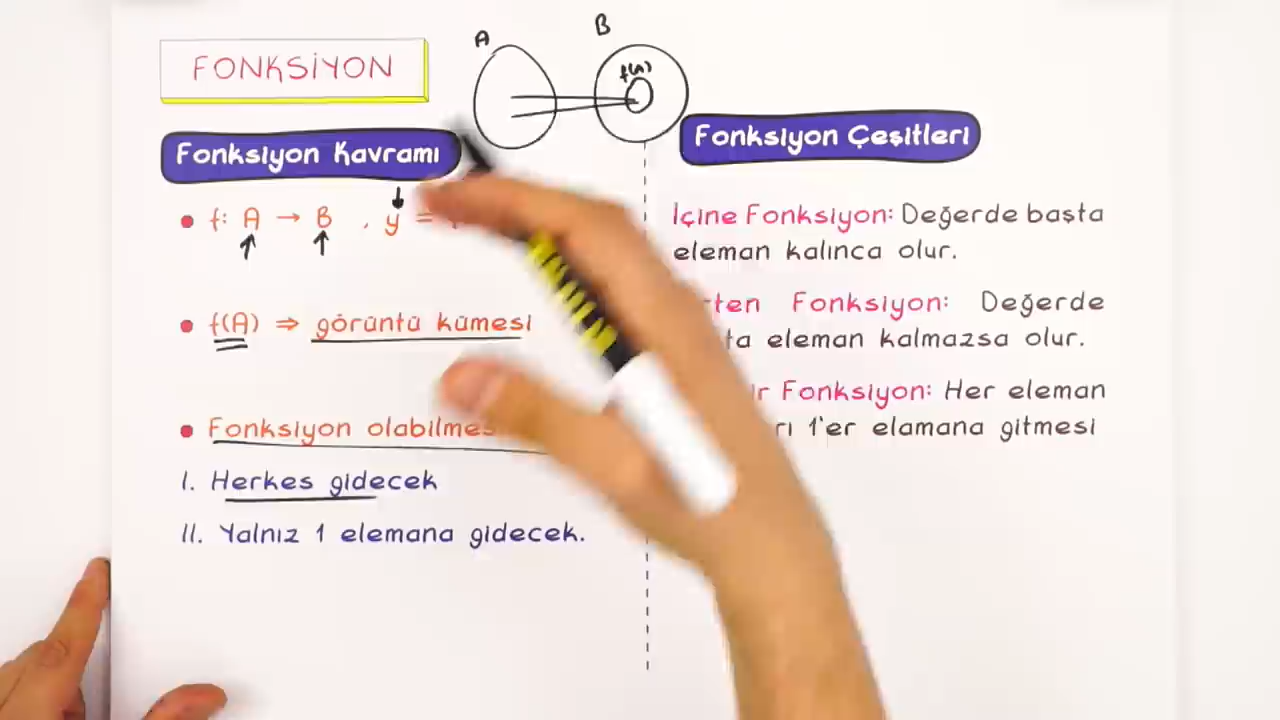 FONKSİYON
A
B
f(A)
Fonksiyon Kavramı
f: A → B , y =
f(A) ⇒ görüntü kümesi
Fonksiyon
I. Herkes gidecek
II. Yalnız 1 elemana gidecek.
Fonksiyon Çeşitleri
İçine Fonksiyon: Değerde başta
eleman kalınca olur.
Fonksiyon: Değerde
eleman kalmazsa olur.
Fonksiyon: Her eleman
1'er elamana gitmesi